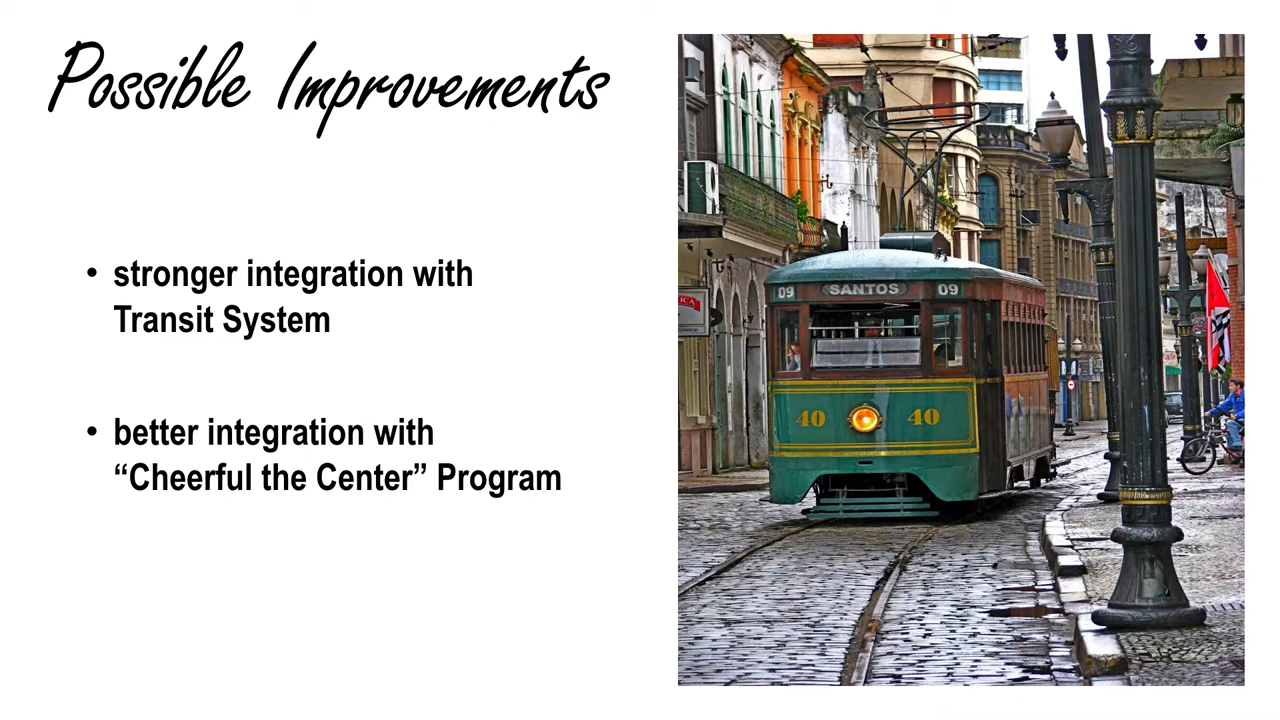 Possible Improvements
• stronger integration with
Transit System
• better integration with
“Cheerful the Center” Program
09 SANTOS 09
40 40
ICA